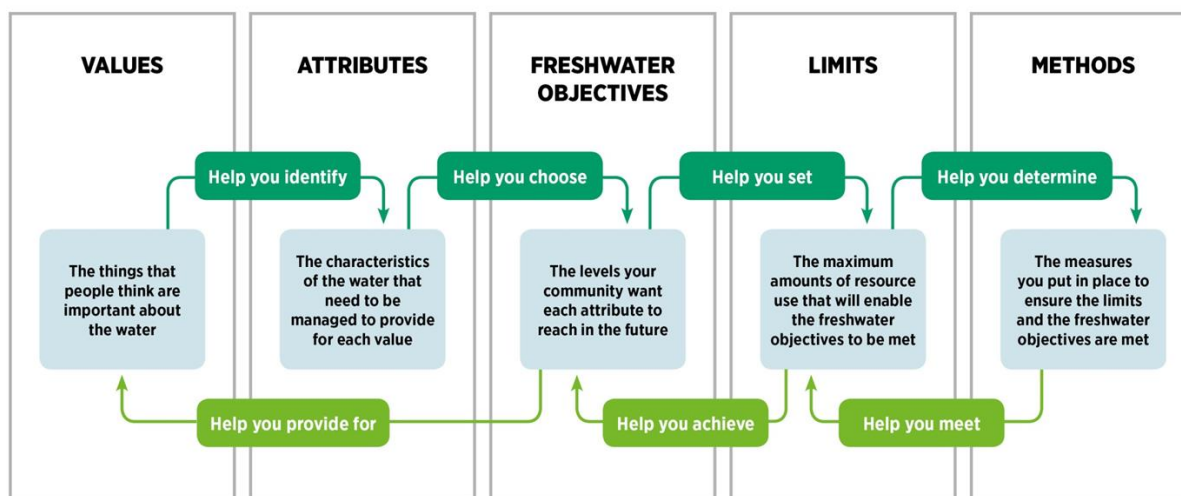 VALUES
ATTRIBUTES
FRESHWATER
OBJECTIVES
LIMITS
METHODS
Help you identify
Help you choose
Help you set
Help you determine
The things that
people think are
important about
the water
The characteristics
of the water that
need to be
managed to provide
for each value
The levels your
community want
each attribute to
reach in the future
The maximum
amounts of resource
use that will enable
the freshwater
objectives to be met
The measures
you put in place to
ensure the limits
and the freshwater
objectives are met
Help you provide for
Help you achieve
Help you meet